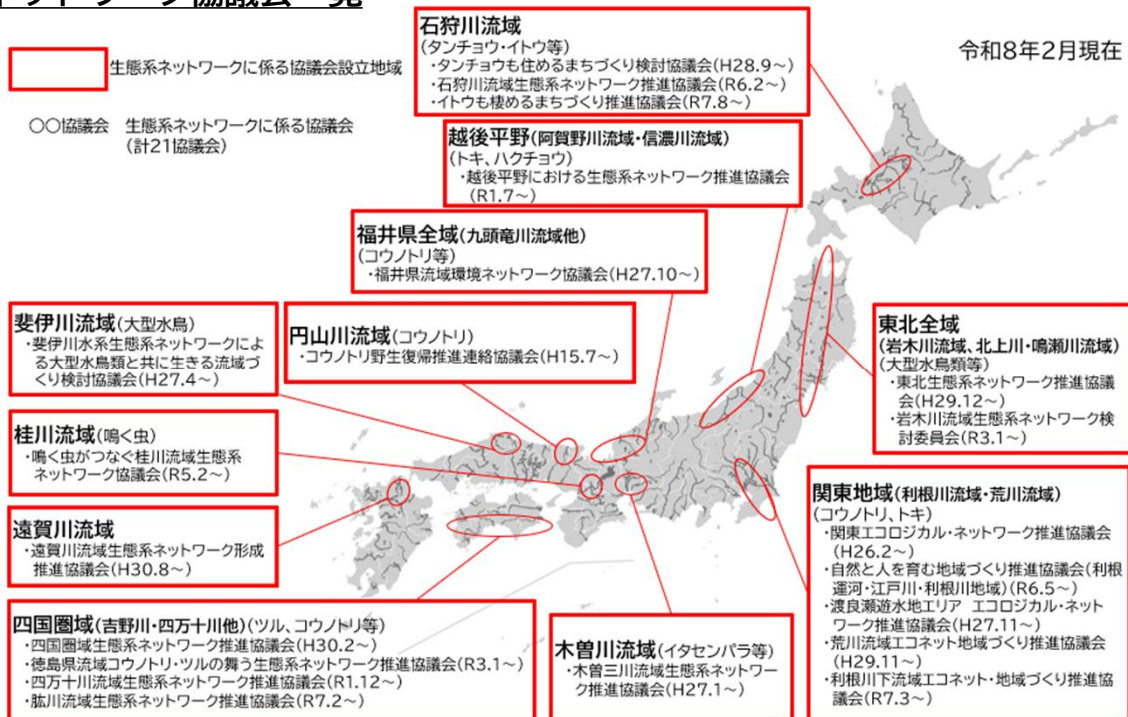 令和8年2月現在
生態系ネットワークに係る協議会設立地域
〇〇協議会 生態系ネットワークに係る協議会
(計21協議会)
石狩川流域
(タンチョウ・イトウ等)
・タンチョウも住めるまちづくり検討協議会(H28.9~)
・石狩川流域生態系ネットワーク推進協議会(R6.2~)
・イトウも棲めるまちづくり推進協議会(R7.8~)
越後平野(阿賀野川流域・信濃川流域)
(トキ、ハクチョウ)
・越後平野における生態系ネットワーク推進協議会
(R1.7~)
福井県全域(九頭竜川流域他)
(コウノトリ等)
・福井県流域環境ネットワーク協議会(H27.10~)
斐伊川流域(大型水鳥)
・斐伊川水系生態系ネットワークによ
る大型水鳥類と共に生きる流域づ
くり検討協議会(H27.4~)
円山川流域(コウノトリ)
・コウノトリ野生復帰推進連絡協議会(H15.7~)
東北全域
(岩木川流域、北上川・鳴瀬川流域)
(大型水鳥類等)
・東北生態系ネットワーク推進協議
会(H29.12~)
・岩木川流域生態系ネットワーク検
討委員会(R3.1~)
桂川流域(鳴く虫)
・鳴く虫がつなぐ桂川流域生態系
ネットワーク協議会(R5.2~)
遠賀川流域
・遠賀川流域生態系ネットワーク形成
推進協議会(H30.8~)
関東地域(利根川流域・荒川流域)
(コウノトリ、トキ)
・関東エコロジカル・ネットワーク推進協議会
(H26.2~)
・自然と人を育む地域づくり推進協議会(利根
運河・江戸川・利根川地域)(R6.5~)
・渡良瀬遊水地エリア エコロジカル・ネット
ワーク推進協議会(H27.11~)
・荒川流域エコネット地域づくり推進協議会
(H29.11~)
・利根川下流域エコネット・地域づくり推進協
議会(R7.3~)
四国圏域(吉野川・四万十川他)(ツル、コウノトリ等)
・四国圏域生態系ネットワーク推進協議会(H30.2~)
・徳島県流域コウノトリ・ツルの舞う生態系ネットワーク推進協議会(R3.1~)
・四万十川流域生態系ネットワーク推進協議会(R1.12~)
・肱川流域生態系ネットワーク推進協議会(R7.2~)
木曽川流域(イタセンパラ等)
・木曽三川流域生態系ネットワー
ク推進協議会(H27.1~)